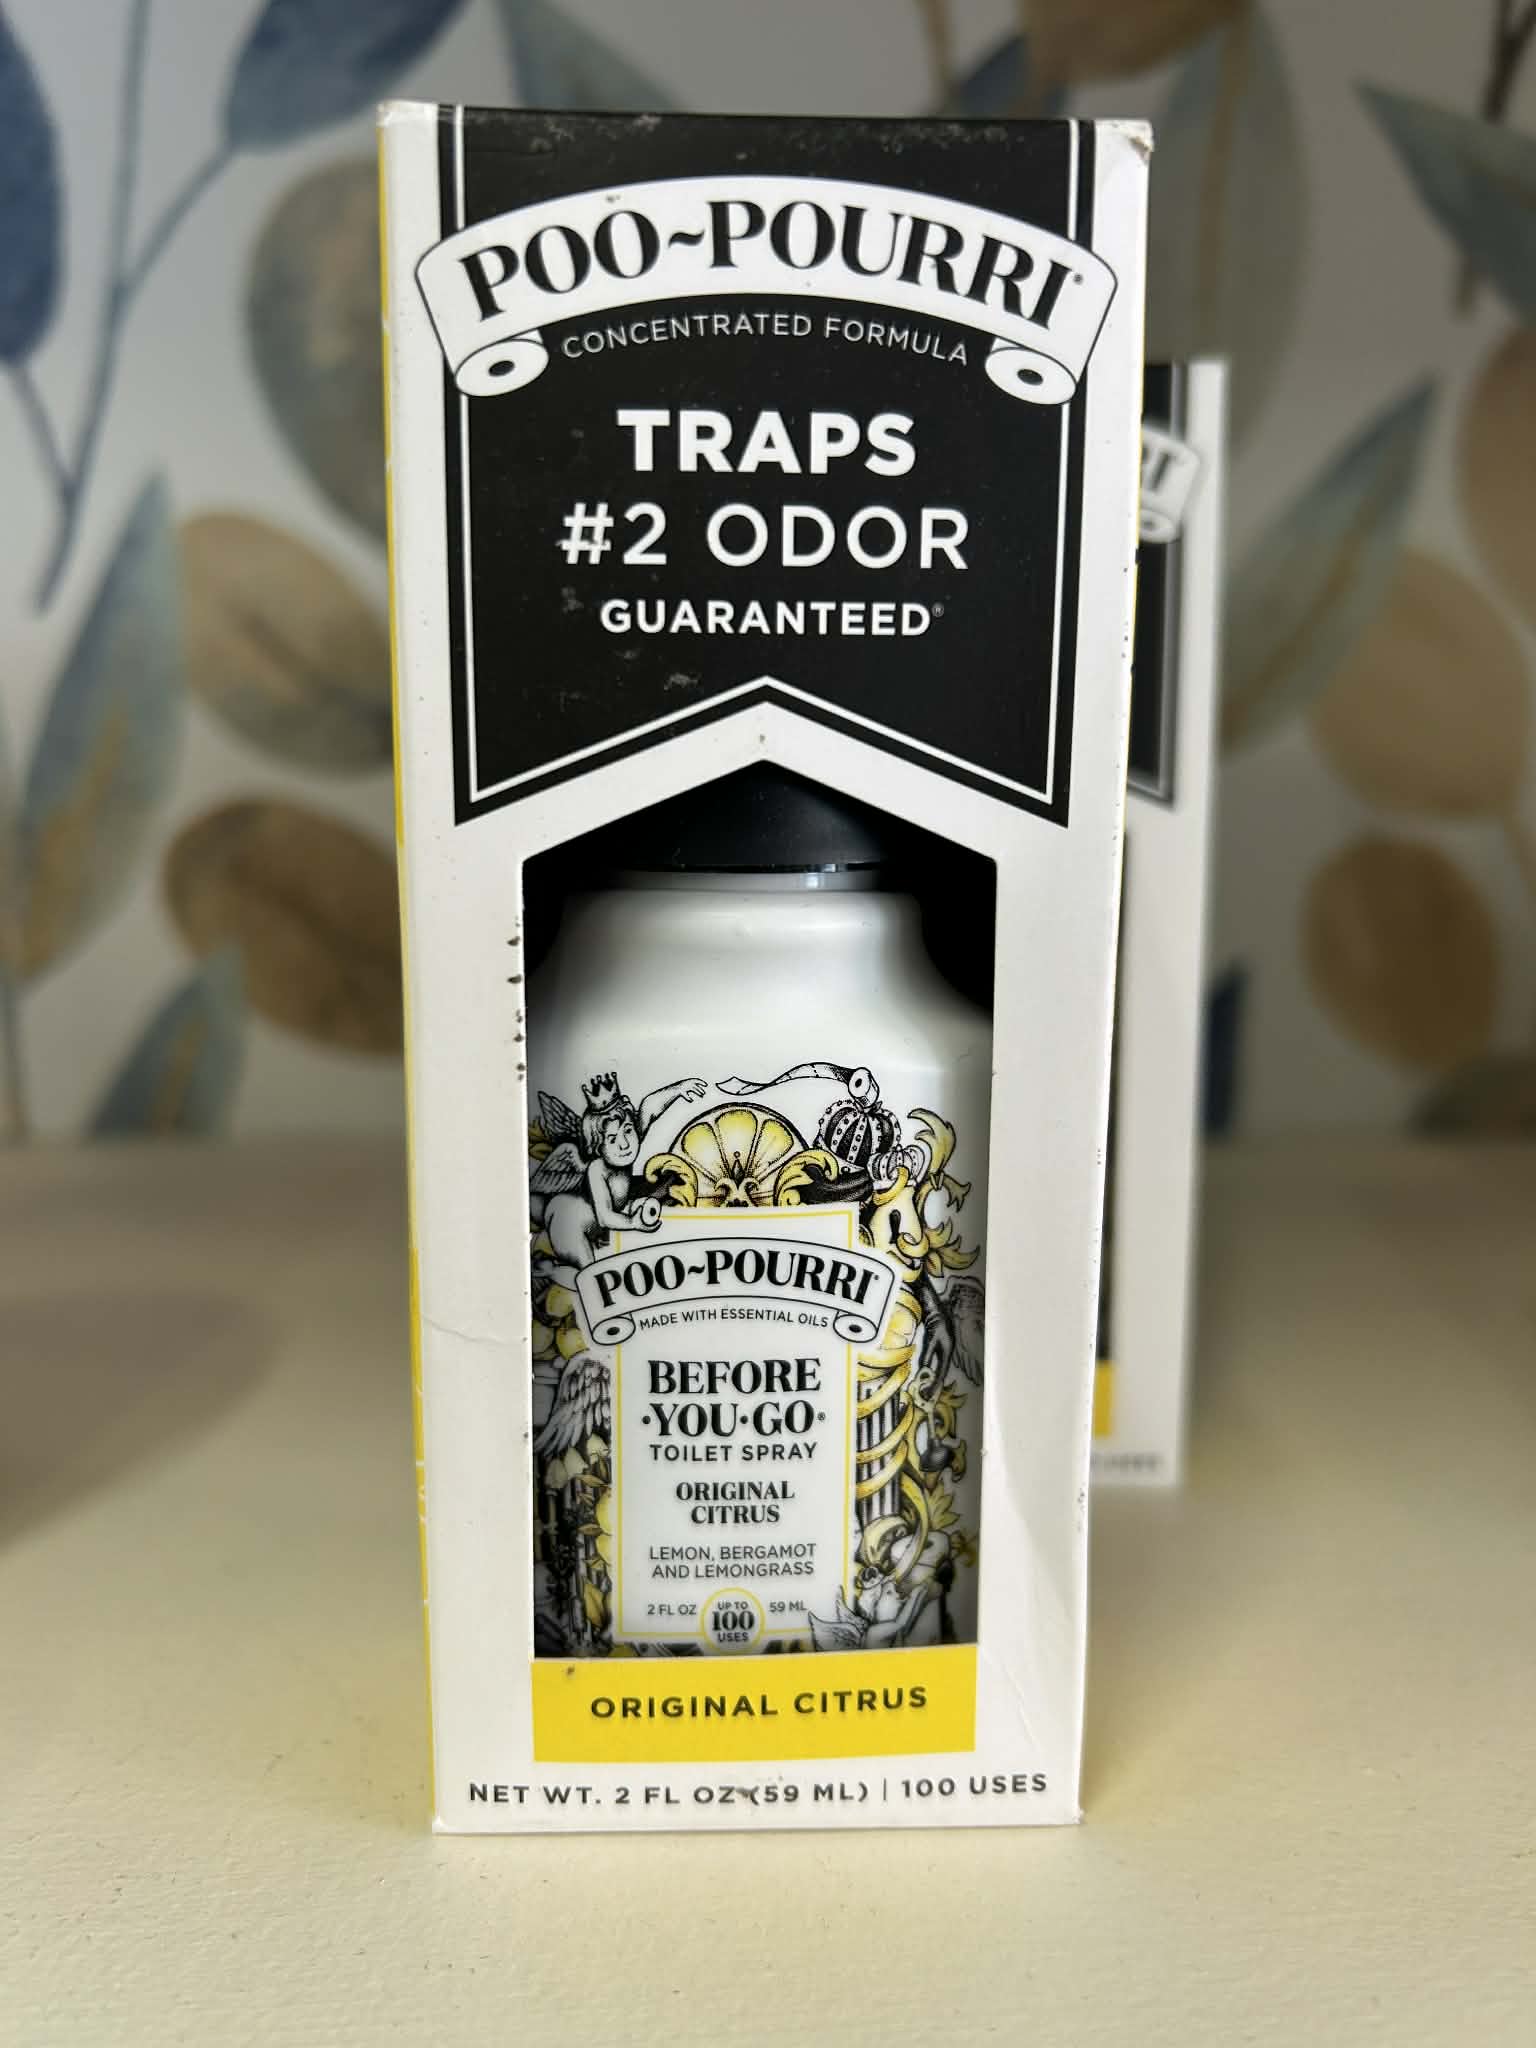 POO~POURRI®
CONCENTRATED FORMULA
TRAPS
#2 ODOR
GUARANTEED®
POO~POURRI®
MADE WITH ESSENTIAL OILS
BEFORE
·YOU·GO®
TOILET SPRAY
ORIGINAL
CITRUS
LEMON, BERGAMOT
AND LEMONGRASS
2 FL OZ UP TO 100 USES 59 ML
ORIGINAL CITRUS
NET WT. 2 FL OZ (59 ML) | 100 USES